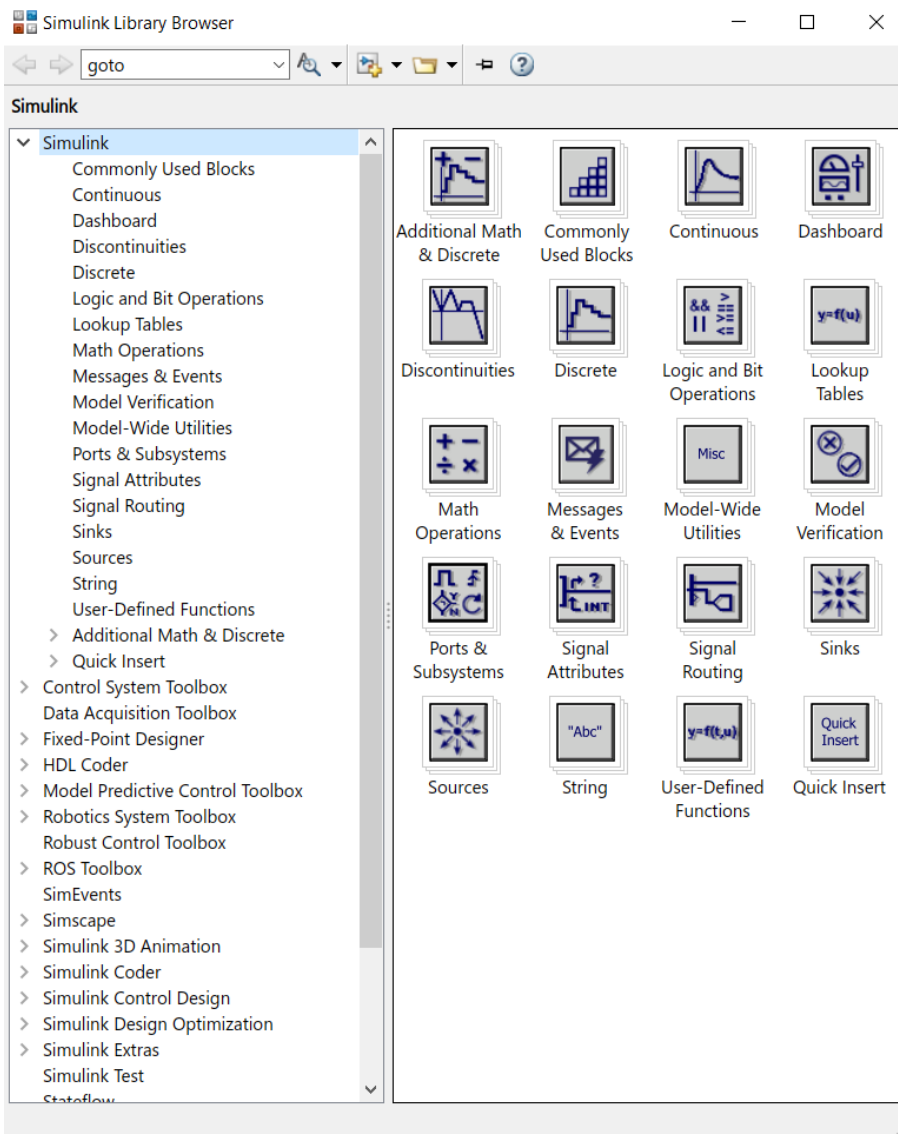 Simulink Library Browser
goto
Simulink
Simulink
Commonly Used Blocks
Continuous
Dashboard
Discontinuities
Discrete
Logic and Bit Operations
Lookup Tables
Math Operations
Messages & Events
Model Verification
Model-Wide Utilities
Ports & Subsystems
Signal Attributes
Signal Routing
Sinks
Sources
String
User-Defined Functions
Additional Math & Discrete
Quick Insert
Control System Toolbox
Data Acquisition Toolbox
Fixed-Point Designer
HDL Coder
Model Predictive Control Toolbox
Robotics System Toolbox
Robust Control Toolbox
ROS Toolbox
SimEvents
Simscape
Simulink 3D Animation
Simulink Coder
Simulink Control Design
Simulink Design Optimization
Simulink Extras
Simulink Test
Stateflow
Additional Math
& Discrete
Commonly
Used Blocks
Continuous
Dashboard
Discontinuities
Discrete
&& >
==
|| >=
<=
Logic and Bit
Operations
y=f(u)
Lookup
Tables
Math
Operations
Messages
& Events
Misc
Model-Wide
Utilities
Model
Verification
Y
N
Ports &
Subsystems
?
INT
Signal
Attributes
Signal
Routing
Sinks
Sources
"Abc"
String
y=f(t,u)
User-Defined
Functions
Quick
Insert
Quick Insert